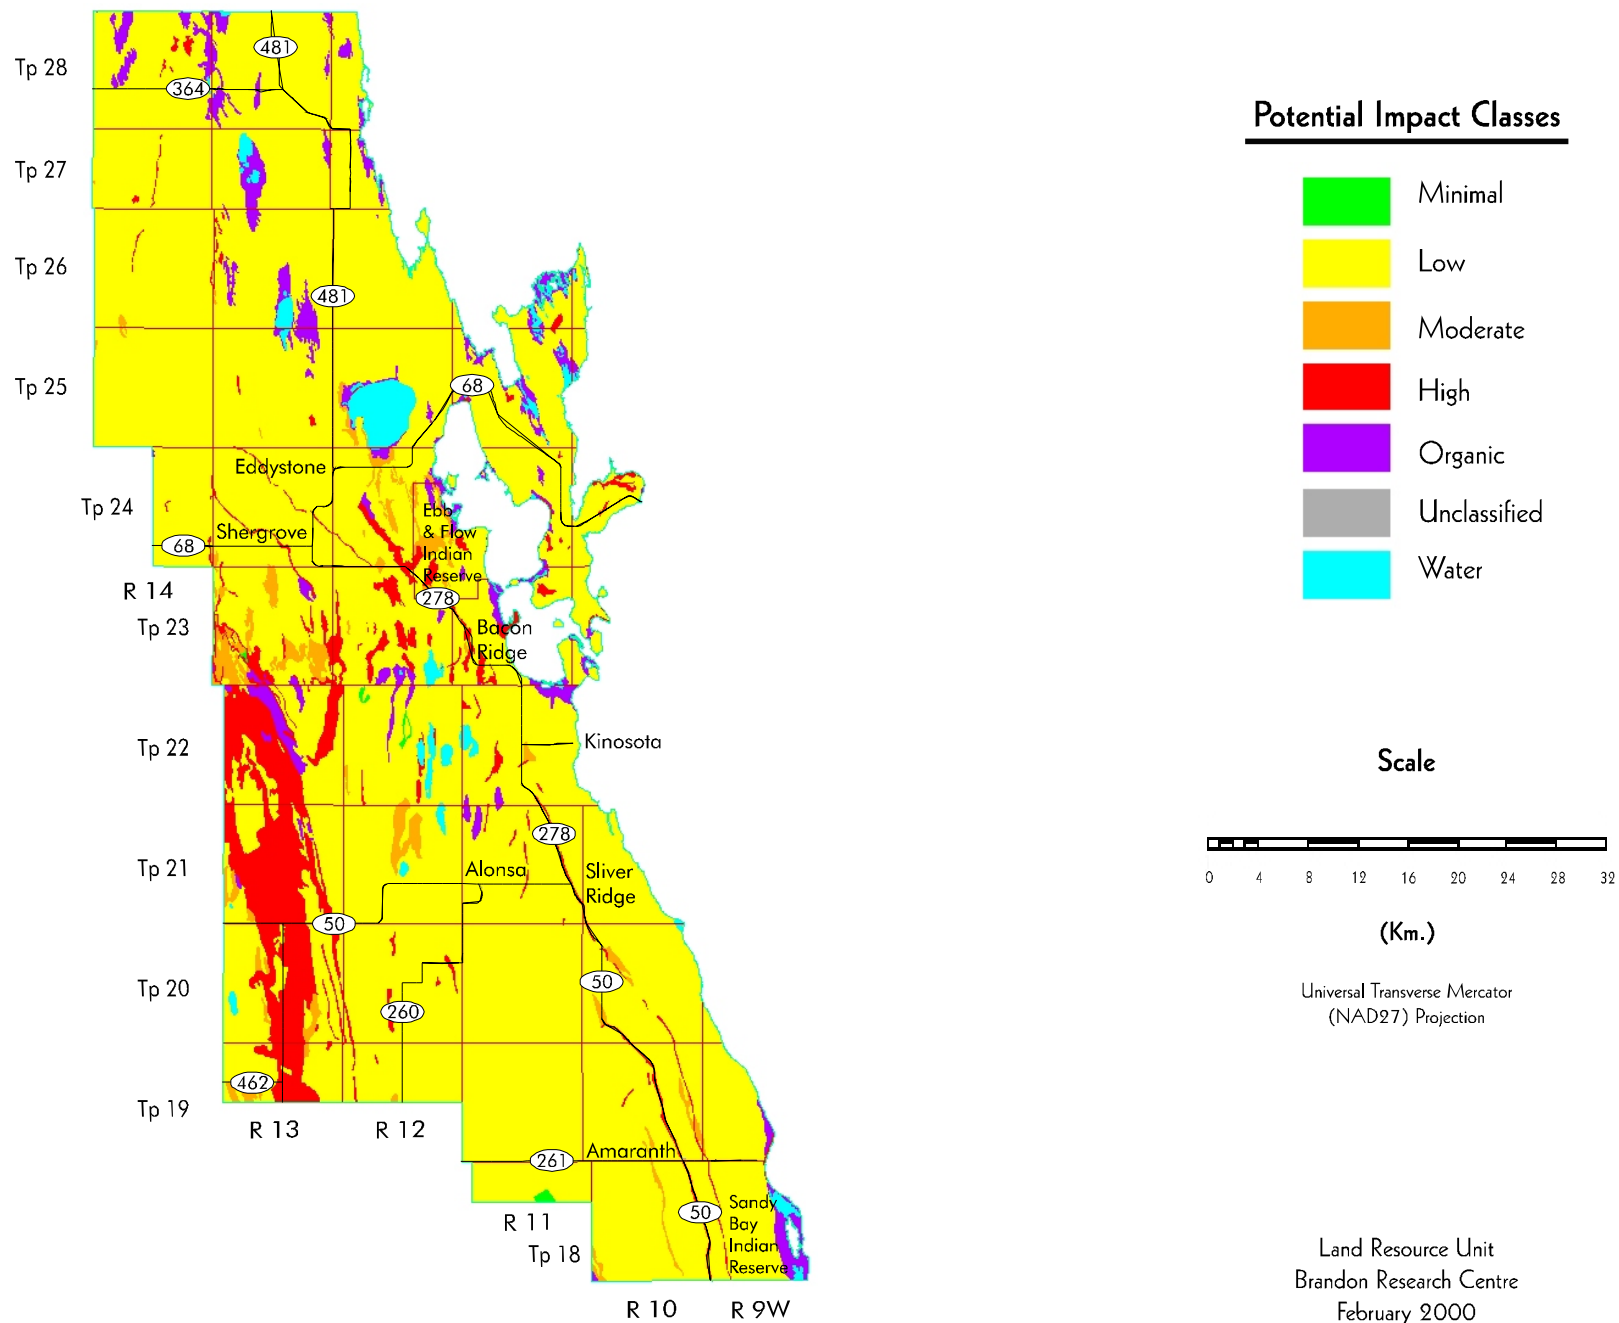 Tp 28
481
364
Tp 27
Tp 26
481
Tp 25
68
Eddystone
Tp 24
Ebb
& Flow
Indian
Reserve
Shergrove
68
R 14
278
Tp 23
Bacon
Ridge
Tp 22
Kinosota
278
Tp 21
Alonsa
Sliver
Ridge
50
Tp 20
50
260
462
Tp 19
R 13
R 12
261
Amaranth
50
Sandy
Bay
Indian
Reserve
R 11
Tp 18
R 10
R 9W
Potential Impact Classes
Minimal
Low
Moderate
High
Organic
Unclassified
Water
Scale
0 4 8 12 16 20 24 28 32
(Km.)
Universal Transverse Mercator
(NAD27) Projection
Land Resource Unit
Brandon Research Centre
February 2000